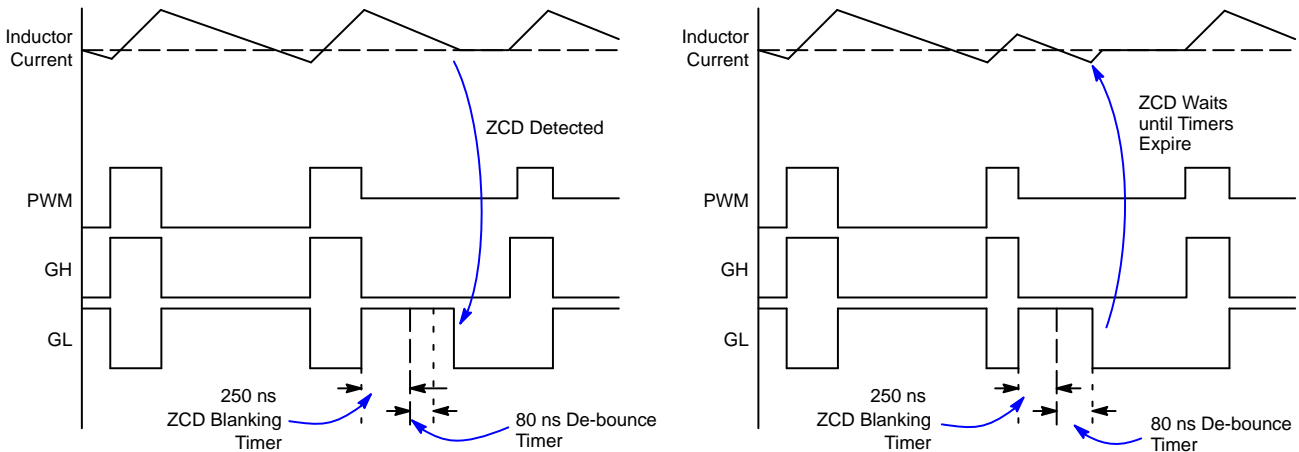 Inductor
Current
ZCD Detected
PWM
GH
GL
250 ns
ZCD Blanking
Timer
80 ns De-bounce
Timer
Inductor
Current
ZCD Waits
until Timers
Expire
PWM
GH
GL
250 ns
ZCD Blanking
Timer
80 ns De-bounce
Timer